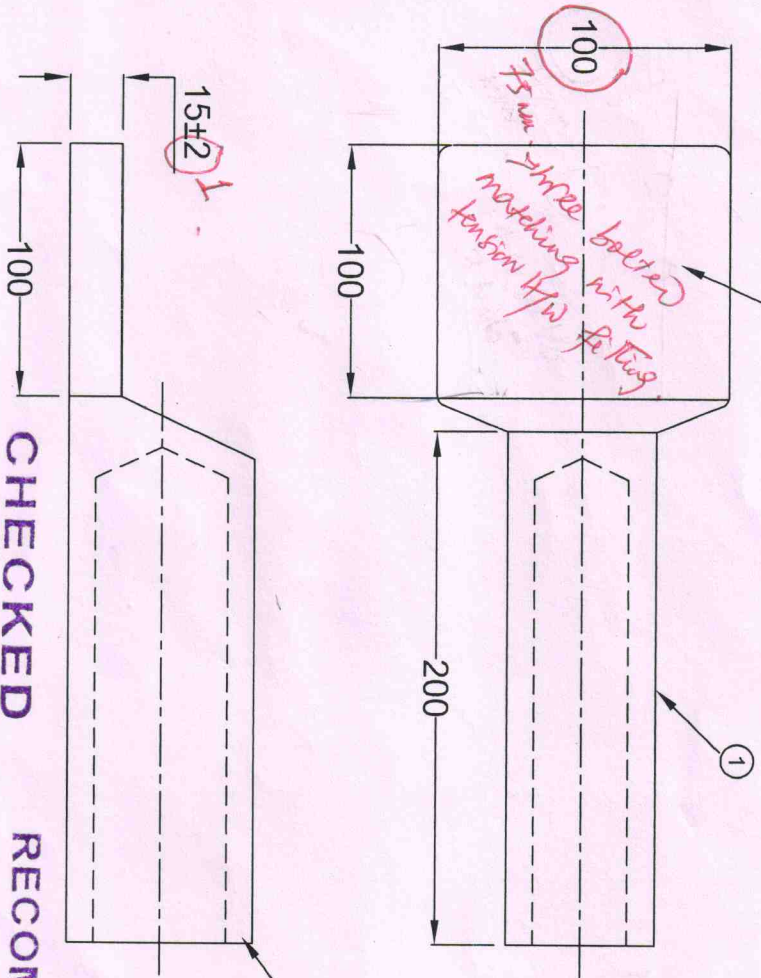 100
75 mm → three bolted
matching with
tension H/W fitting.
100
1
200
15±2
1
100
CHECKED
RECOM